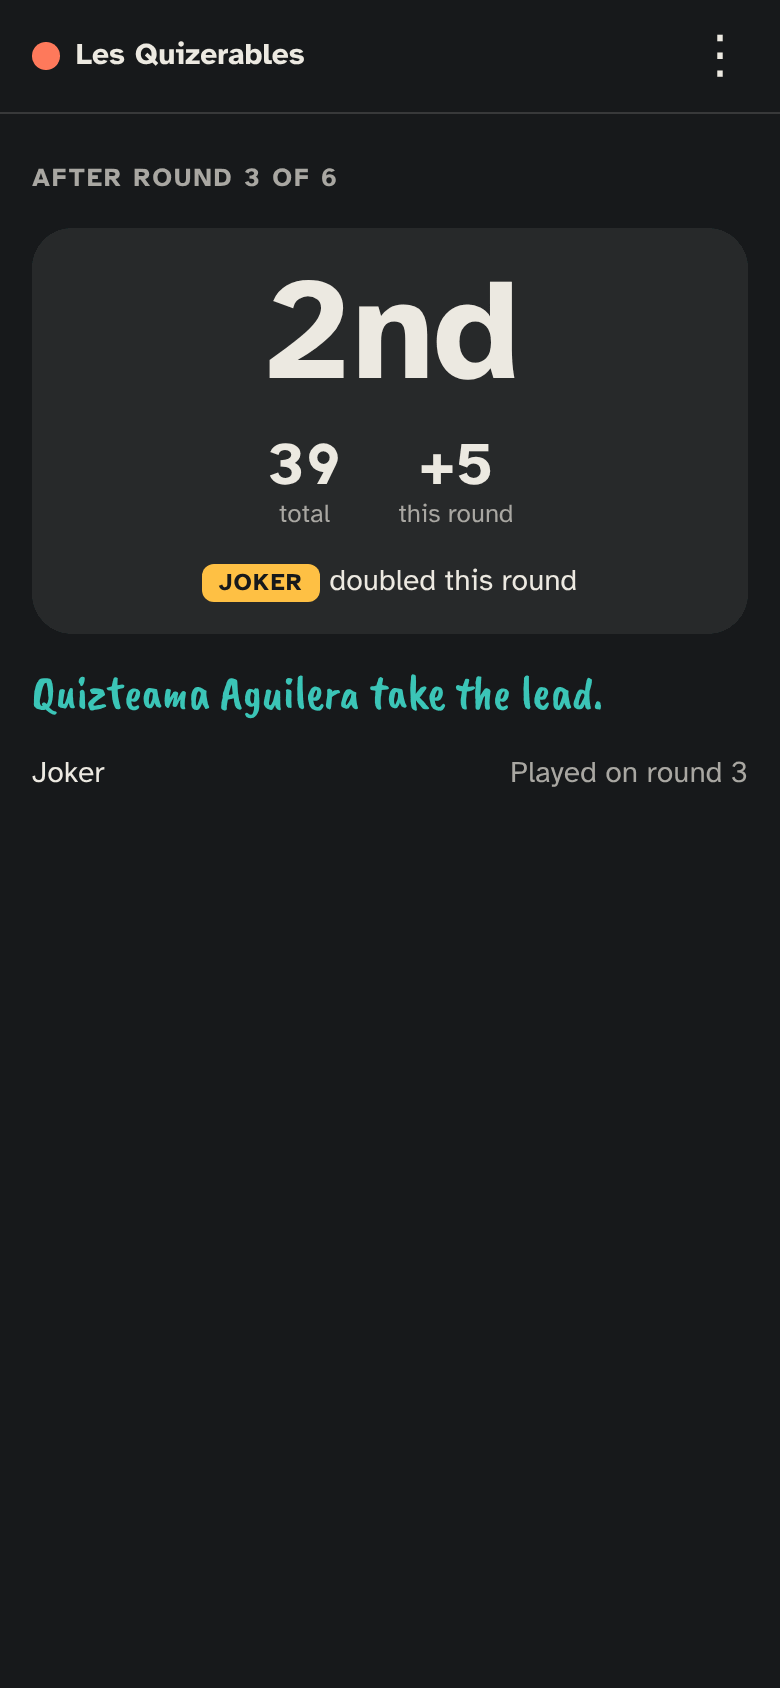 Les Quizerables
AFTER ROUND 3 OF 6
2nd
39 +5
total this round
JOKER doubled this round
Quizteama Aguilera take the lead.
Joker Played on round 3